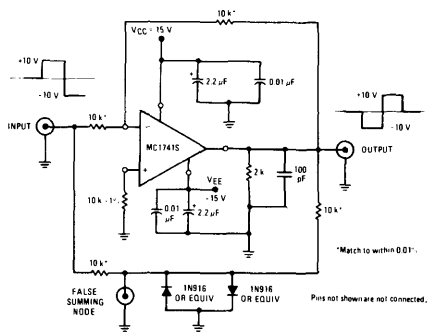 10 k*
VCC = 15 V
+10 V
- 10 V
2.2 µF
0.01 µF
+10 V
- 10 V
INPUT
10 k*
MC1741S
OUTPUT
VEE
- 15 V
2 k
100 pF
10 k*
0.01 µF
2.2 µF
*Match to within 0.01
10 k*
FALSE SUMMING NODE
1N916 OR EQUIV
1N916 OR EQUIV
Pins not shown are not connected.